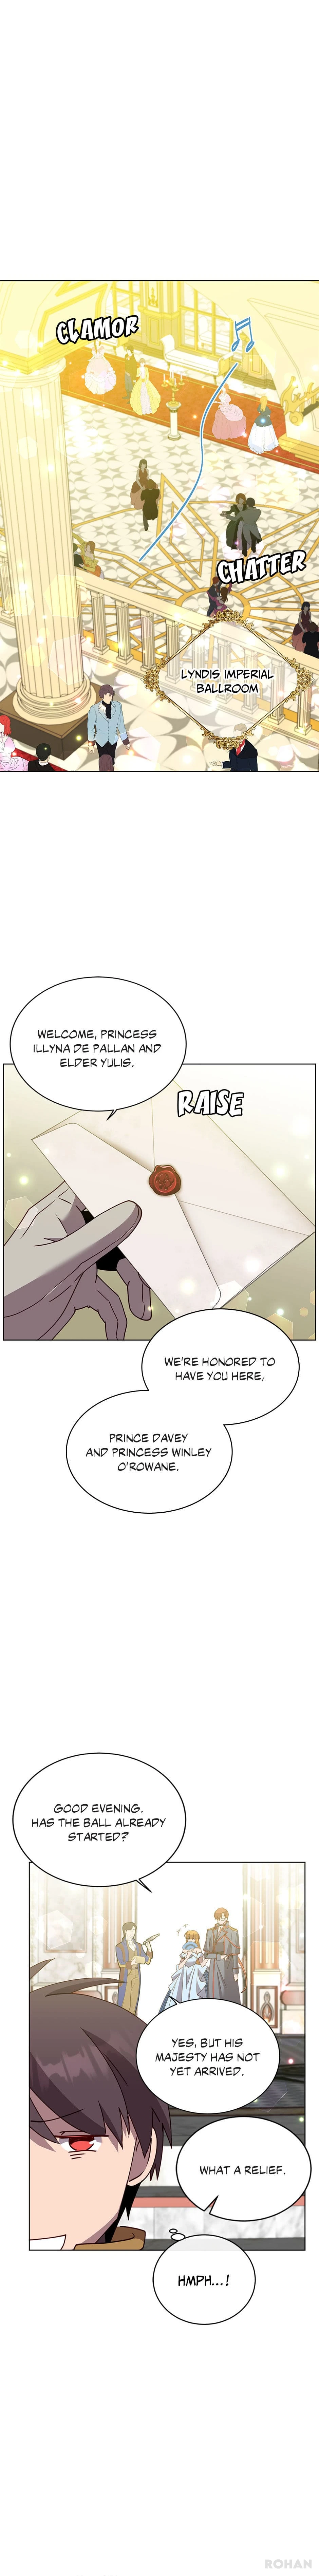 CLAMOR
CHATTER
LYNDIS IMPERIAL
BALLROOM
WELCOME, PRINCESS
ILLYNA DE PALLAN AND
ELDER YULIS.
RAISE
WE'RE HONORED TO
HAVE YOU HERE,
PRINCE DAVEY
AND PRINCESS WINLEY
O'ROWANE.
GOOD EVENING.
HAS THE BALL ALREADY
STARTED?
YES, BUT HIS
MAJESTY HAS NOT
YET ARRIVED.
WHAT A RELIEF.
HMPH...!
ROHAN